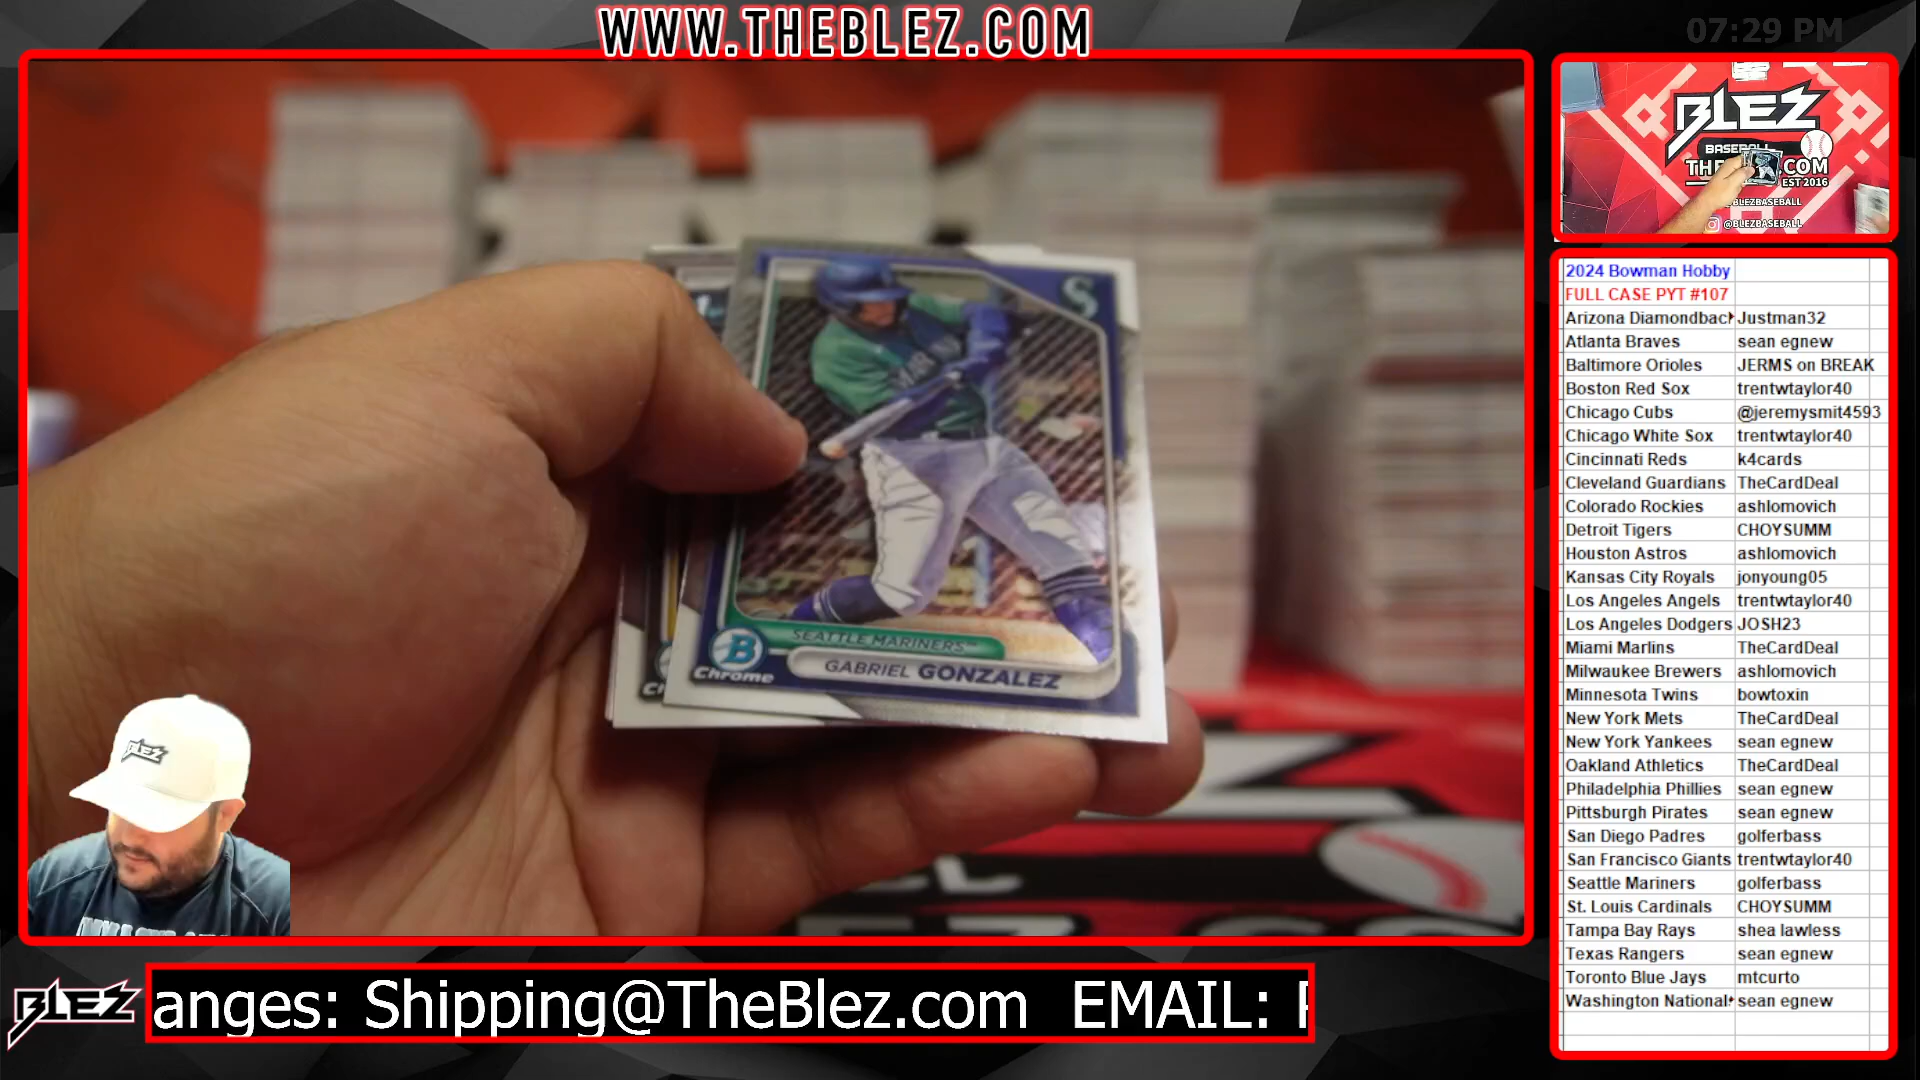 WWW.THEBLEZ.COM
07:29 PM
BLEZ
BASEBALL
.COM
EST 2016
@BLEZBASEBALL
@BLEZBASEBALL
2024 Bowman Hobby
FULL CASE PYT #107
Arizona Diamondback Justman32
Atlanta Braves sean egnew
Baltimore Orioles JERMS on BREAK
Boston Red Sox trentwtaylor40
Chicago Cubs @jeremysmit4593
Chicago White Sox trentwtaylor40
Cincinnati Reds k4cards
Cleveland Guardians TheCardDeal
Colorado Rockies ashlomovich
Detroit Tigers CHOYSUMM
Houston Astros ashlomovich
Kansas City Royals jonyoung05
Los Angeles Angels trentwtaylor40
Los Angeles Dodgers JOSH23
Miami Marlins TheCardDeal
Milwaukee Brewers ashlomovich
Minnesota Twins bowtoxin
New York Mets TheCardDeal
New York Yankees sean egnew
Oakland Athletics TheCardDeal
Philadelphia Phillies sean egnew
Pittsburgh Pirates sean egnew
San Diego Padres golferbass
San Francisco Giants trentwtaylor40
Seattle Mariners golferbass
St. Louis Cardinals CHOYSUMM
Tampa Bay Rays shea lawless
Texas Rangers sean egnew
Toronto Blue Jays mtcurto
Washington National sean egnew
S
SEATTLE MARINERS™
GABRIEL GONZALEZ
B
Chrome
BLEZ
BLEZ
anges: Shipping@TheBlez.com EMAIL: